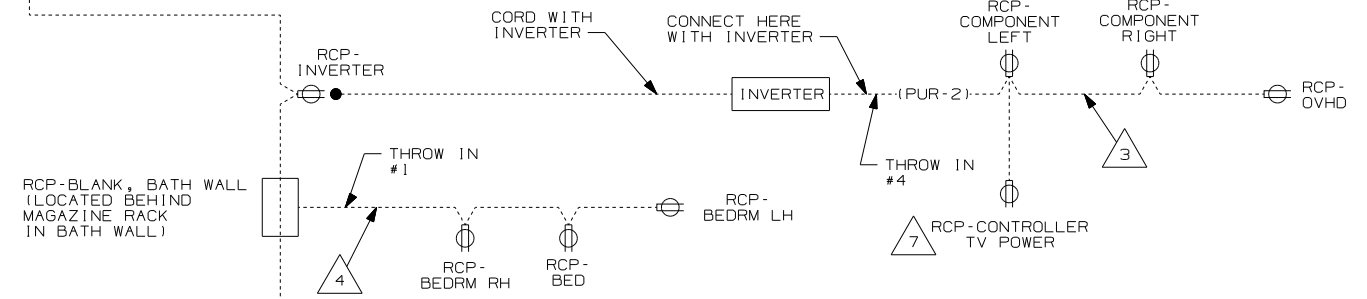 RCP-
COMPONENT
LEFT
RCP-
COMPONENT
RIGHT
CORD WITH
INVERTER
CONNECT HERE
WITH INVERTER
RCP-
INVERTER
INVERTER
(PUR-2)
RCP-
OVHD
3
THROW IN
#1
THROW IN
#4
RCP-BLANK, BATH WALL
(LOCATED BEHIND
MAGAZINE RACK
IN BATH WALL)
RCP-
BEDRM LH
7
RCP-CONTROLLER
TV POWER
4
RCP-
BEDRM RH
RCP-
BED